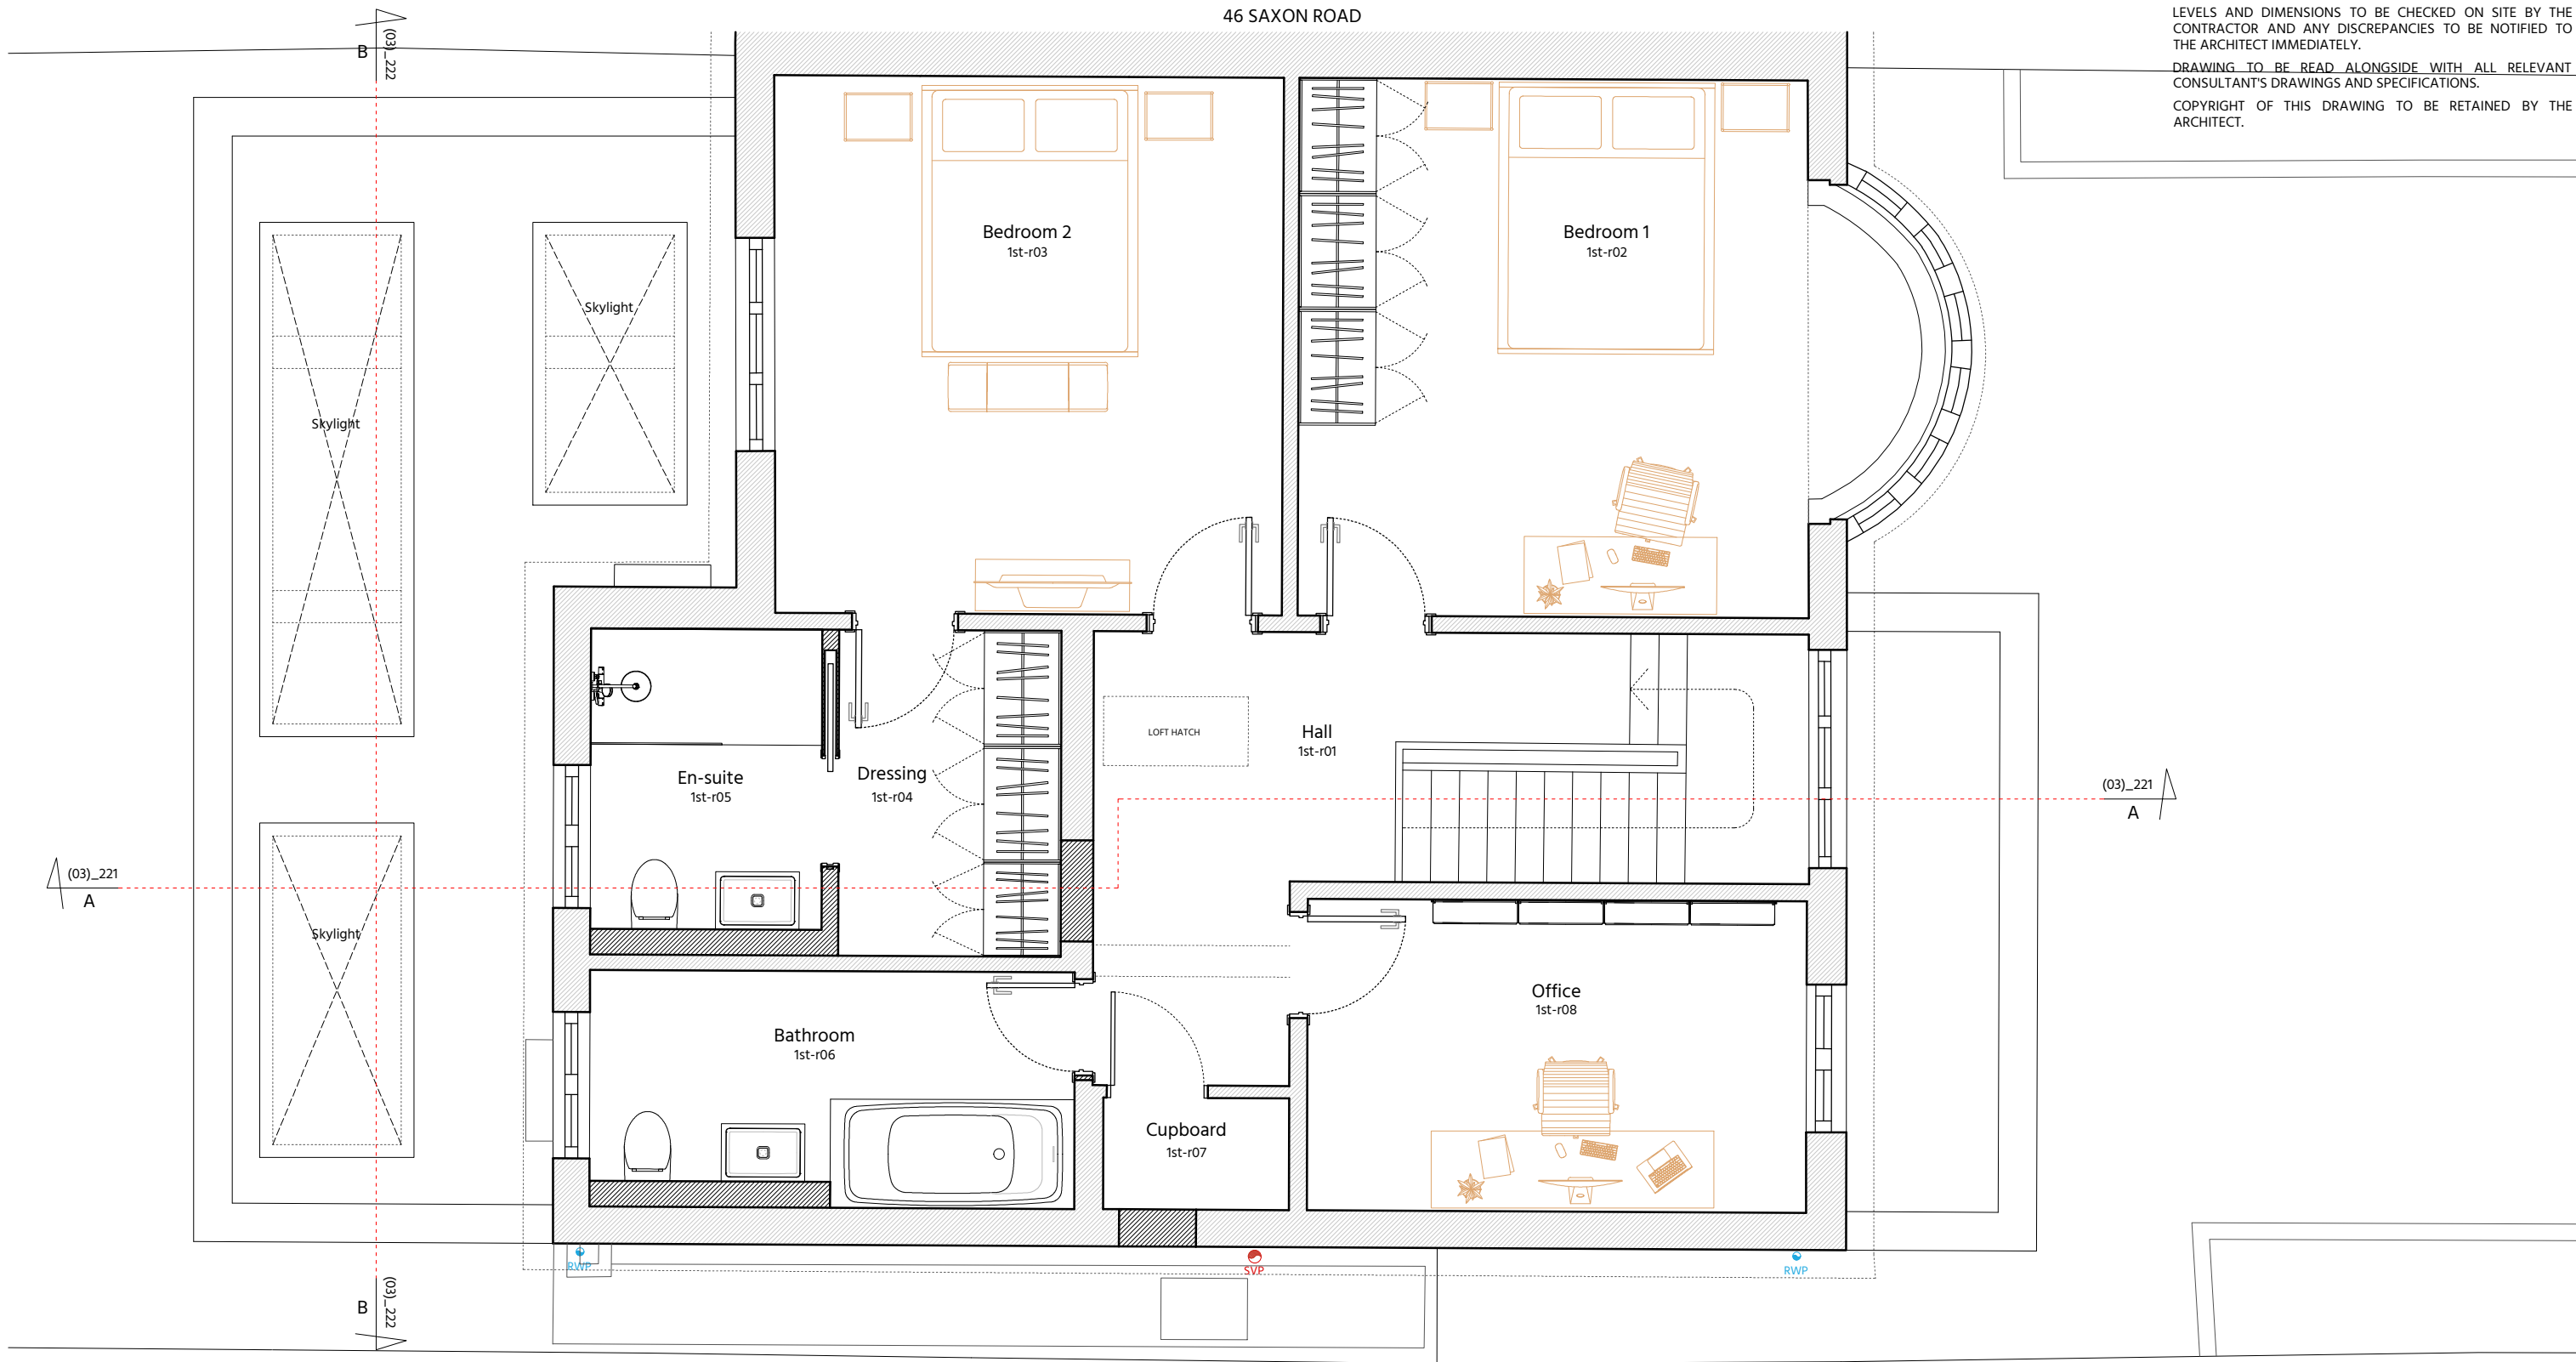 46 SAXON ROAD
LEVELS AND DIMENSIONS TO BE CHECKED ON SITE BY THE
CONTRACTOR AND ANY DISCREPANCIES TO BE NOTIFIED TO
THE ARCHITECT IMMEDIATELY.
DRAWING TO BE READ ALONGSIDE WITH ALL RELEVANT
CONSULTANT'S DRAWINGS AND SPECIFICATIONS.
COPYRIGHT OF THIS DRAWING TO BE RETAINED BY THE
ARCHITECT.
B
(03)_222
Bedroom 2
1st-r03
Bedroom 1
1st-r02
Skylight
Skylight
LOFT HATCH
Hall
1st-r01
En-suite
1st-r05
Dressing
1st-r04
(03)_221
A
(03)_221
A
Skylight
Office
1st-r08
Bathroom
1st-r06
Cupboard
1st-r07
RWP
SVP
RWP
B
(03)_222